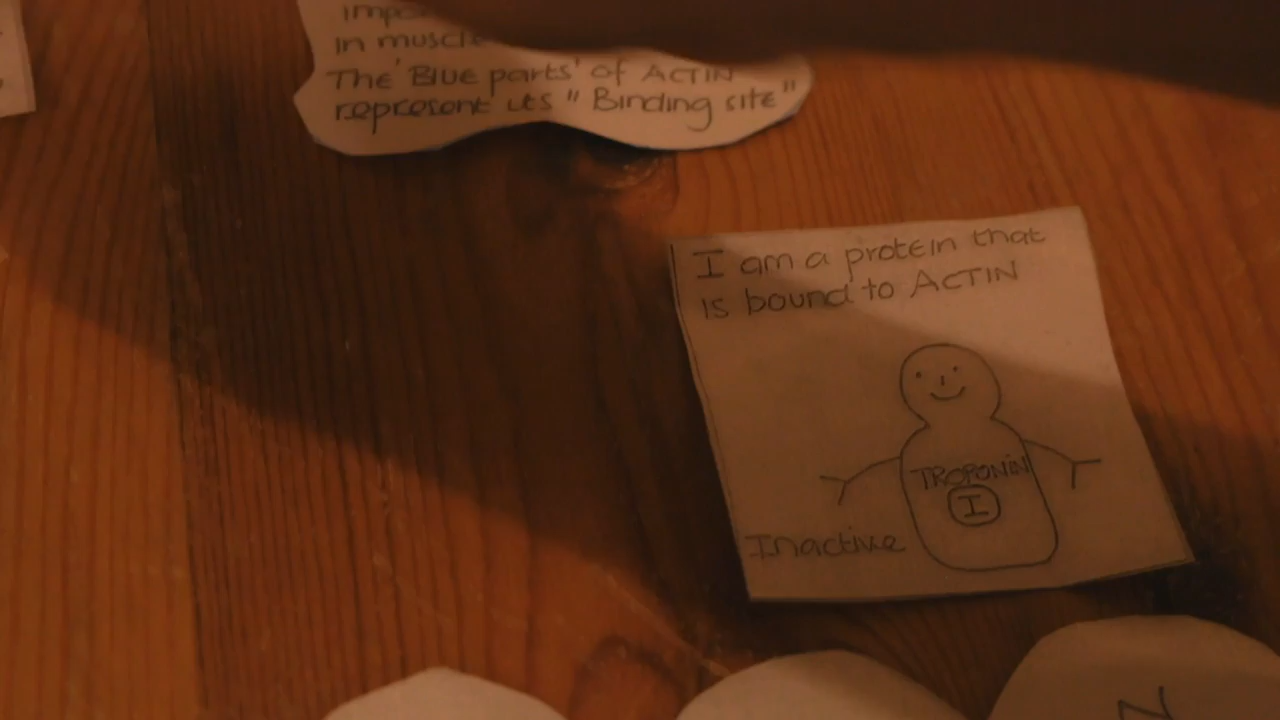 in muscle
The 'Blue parts' of ACTIN
represent its "Binding site"
I am a protein that
is bound to ACTIN
TROPONIN
I
Inactive
N